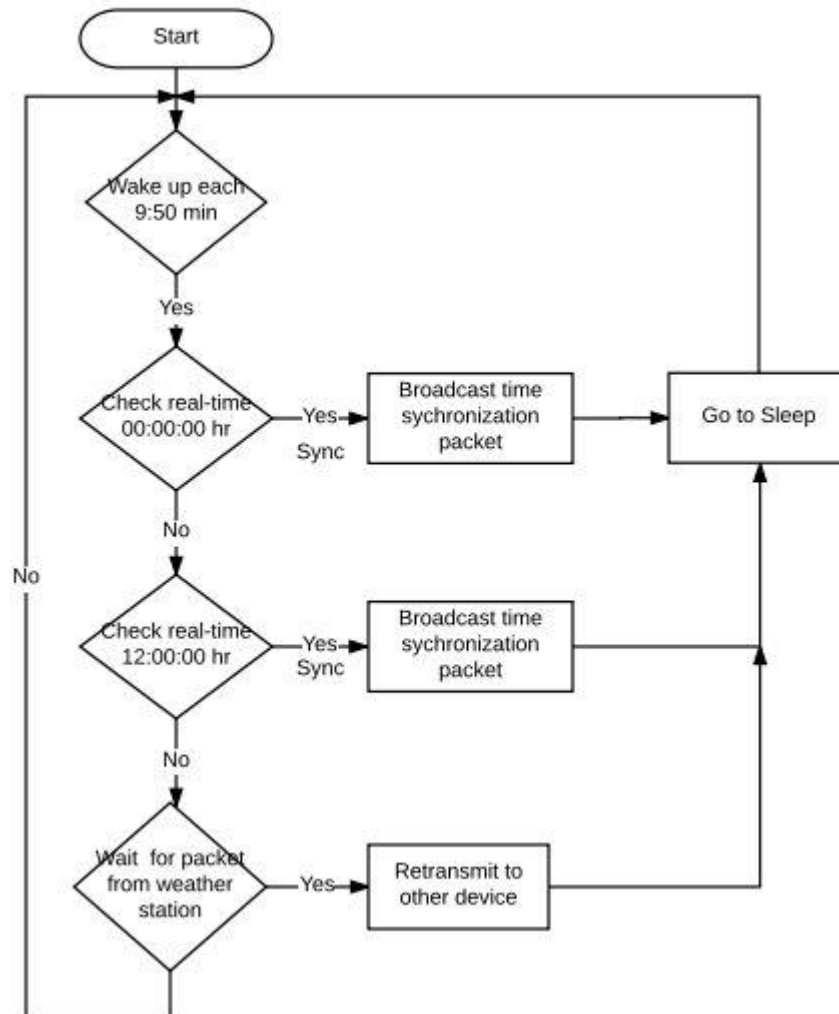 Start
Wake up each
9:50 min
Yes
Check real-time
00:00:00 hr
Yes
Sync
Broadcast time
sychronization
packet
Go to Sleep
No
No
Check real-time
12:00:00 hr
Yes
Sync
Broadcast time
sychronization
packet
No
Wait for packet
from weather
station
Yes
Retransmit to
other device